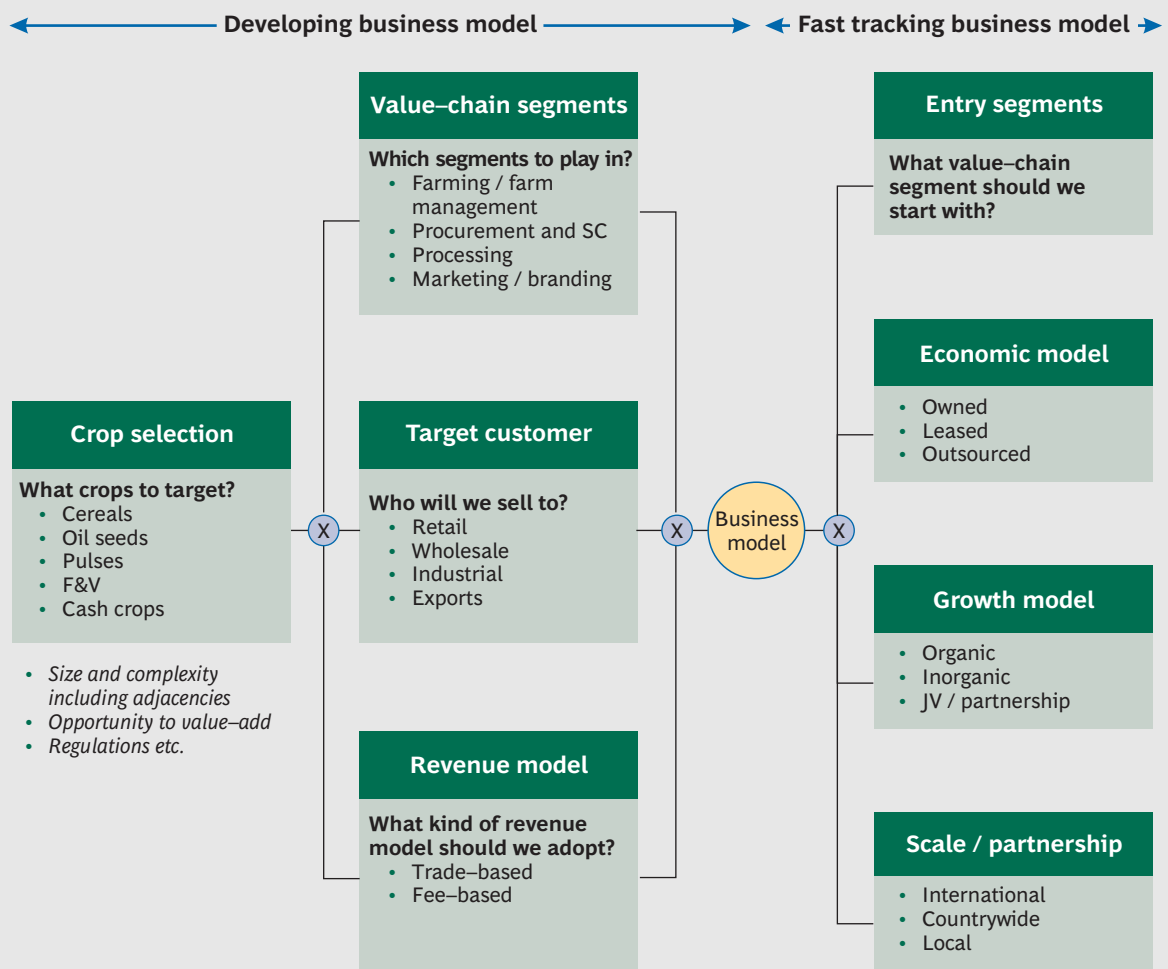 Developing business model
Fast tracking business model
Crop selection
What crops to target?
• Cereals
• Oil seeds
• Pulses
• F&V
• Cash crops
• Size and complexity
including adjacencies
• Opportunity to value–add
• Regulations etc.
X
Value–chain segments
Which segments to play in?
• Farming / farm
management
• Procurement and SC
• Processing
• Marketing / branding
Target customer
Who will we sell to?
• Retail
• Wholesale
• Industrial
• Exports
Revenue model
What kind of revenue
model should we adopt?
• Trade–based
• Fee–based
X
Business
model
X
Entry segments
What value–chain
segment should we
start with?
Economic model
• Owned
• Leased
• Outsourced
Growth model
• Organic
• Inorganic
• JV / partnership
Scale / partnership
• International
• Countrywide
• Local